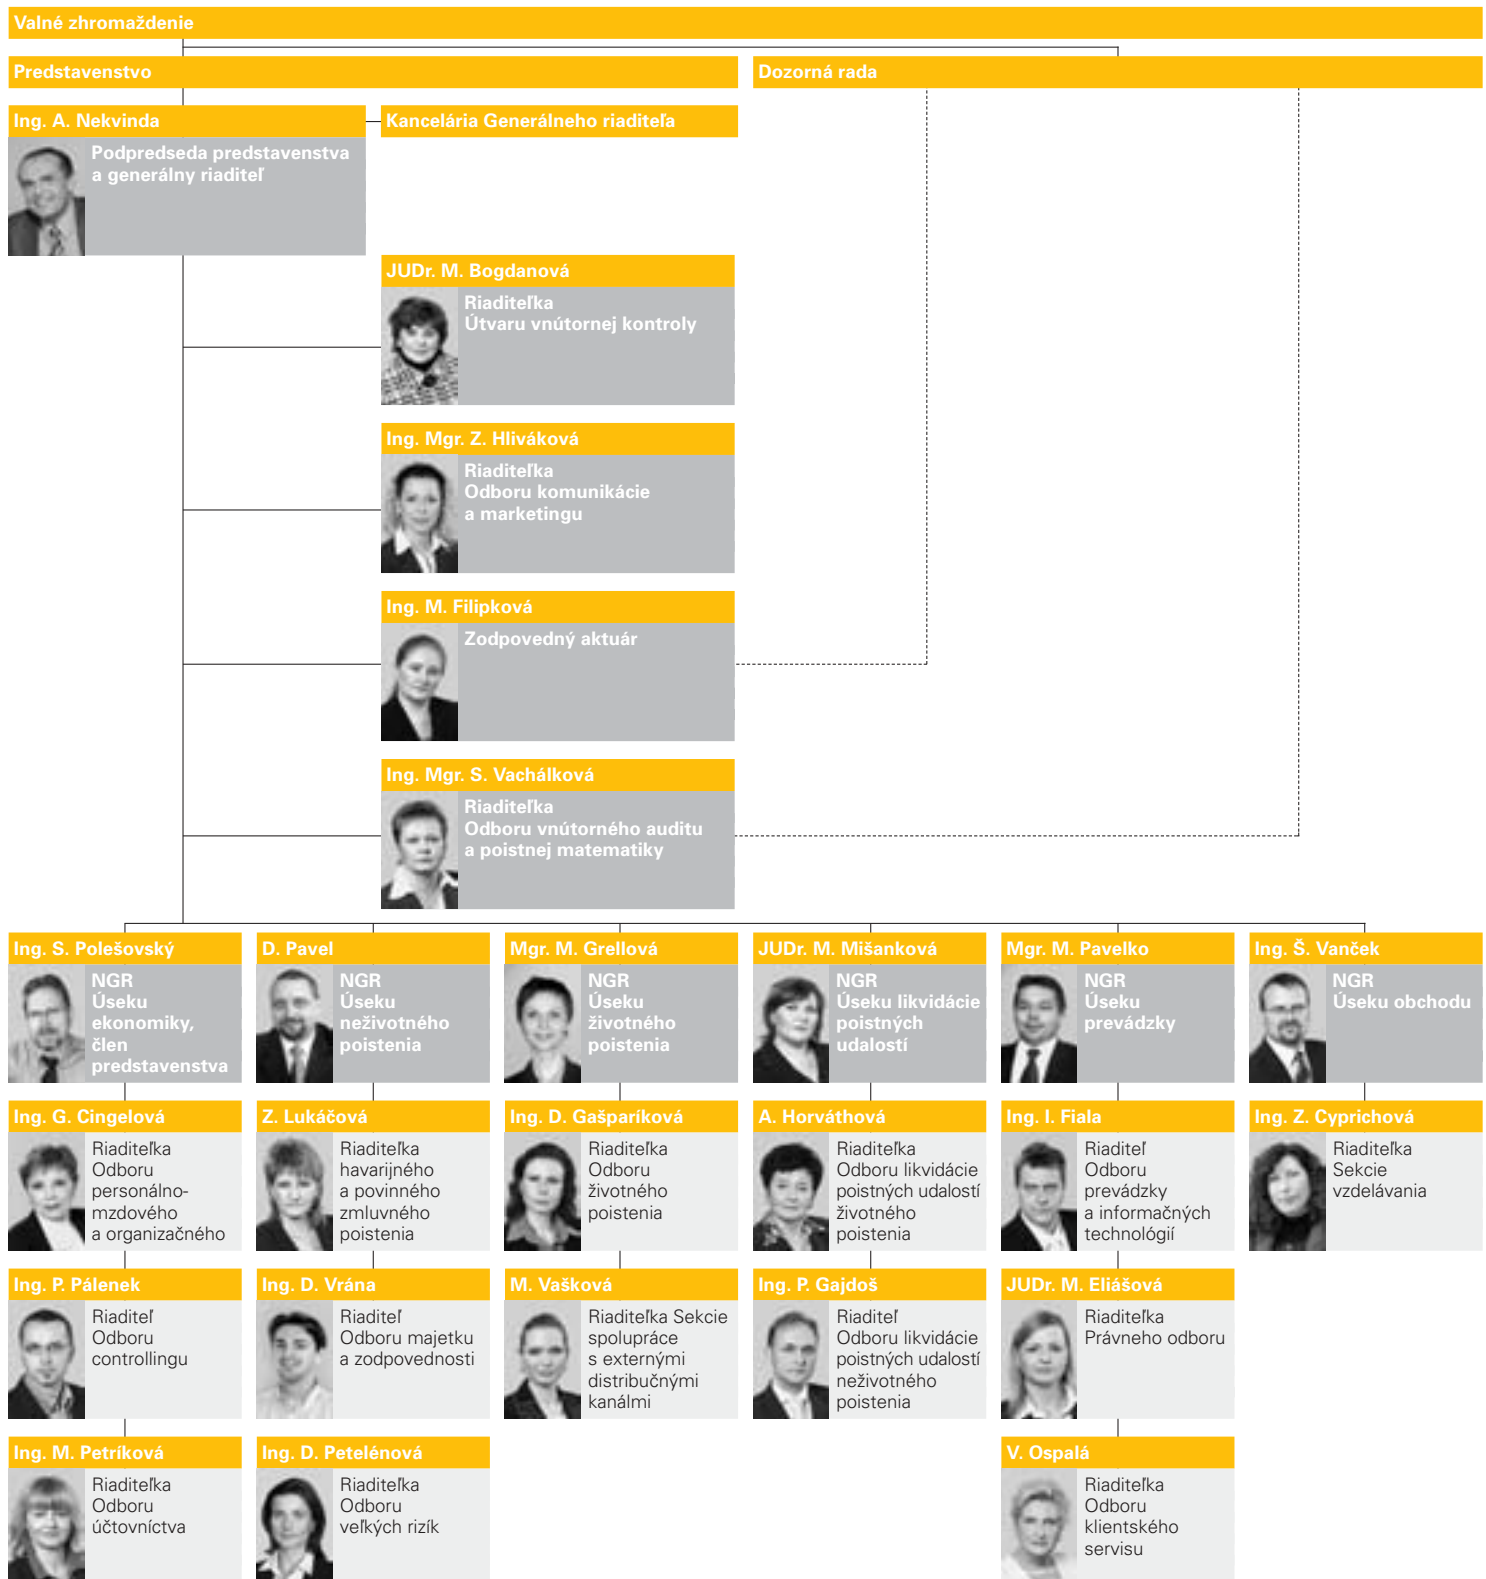 Valné zhromaždenie
Predstavenstvo
Dozorná rada
Ing. A. Nekvinda
Podpredseda predstavenstva
a generálny riaditeľ
Kancelária Generálneho riaditeľa
JUDr. M. Bogdanová
Riaditeľka
Útvaru vnútornej kontroly
Ing. Mgr. Z. Hliváková
Riaditeľka
Odboru komunikácie
a marketingu
Ing. M. Filipková
Zodpovedný aktuár
Ing. Mgr. S. Vachálková
Riaditeľka
Odboru vnútorného auditu
a poistnej matematiky
Ing. S. Polešovský
NGR
Úseku
ekonomiky,
člen
predstavenstva
D. Pavel
NGR
Úseku
neživotného
poistenia
Mgr. M. Grellová
NGR
Úseku
životného
poistenia
JUDr. M. Mišanková
NGR
Úseku likvidácie
poistných
udalostí
Mgr. M. Pavelko
NGR
Úseku
prevádzky
Ing. Š. Vanček
NGR
Úseku obchodu
Ing. G. Cingelová
Riaditeľka
Odboru
personálno-
mzdového
a organizačného
Z. Lukáčová
Riaditeľka
havarijného
a povinného
zmluvného
poistenia
Ing. D. Gašparíková
Riaditeľka
Odboru
životného
poistenia
A. Horváthová
Riaditeľka
Odboru likvidácie
poistných udalostí
životného
poistenia
Ing. I. Fiala
Riaditeľ
Odboru
prevádzky
a informačných
technológií
Ing. Z. Cyprichová
Riaditeľka
Sekcie
vzdelávania
Ing. P. Pálenek
Riaditeľ
Odboru
controllingu
Ing. D. Vrána
Riaditeľ
Odboru majetku
a zodpovednosti
M. Vašková
Riaditeľka Sekcie
spolupráce
s externými
distribučnými
kanálmi
Ing. P. Gajdoš
Riaditeľ
Odboru likvidácie
poistných udalostí
neživotného
poistenia
JUDr. M. Eliášová
Riaditeľka
Právneho odboru
Ing. M. Petríková
Riaditeľka
Odboru
účtovníctva
Ing. D. Petelénová
Riaditeľka
Odboru
veľkých rizík
V. Ospalá
Riaditeľka
Odboru
klientského
servisu